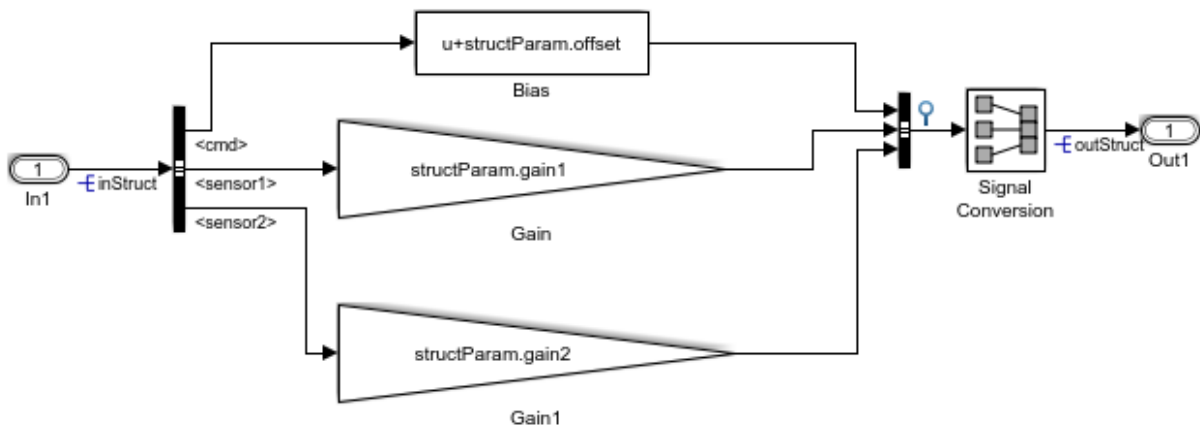 u+structParam.offset
Bias
<cmd>
structParam.gain1
1
inStruct
In1
<sensor1>
<sensor2>
Gain
structParam.gain2
Gain1
Signal
Conversion
outStruct
1
Out1